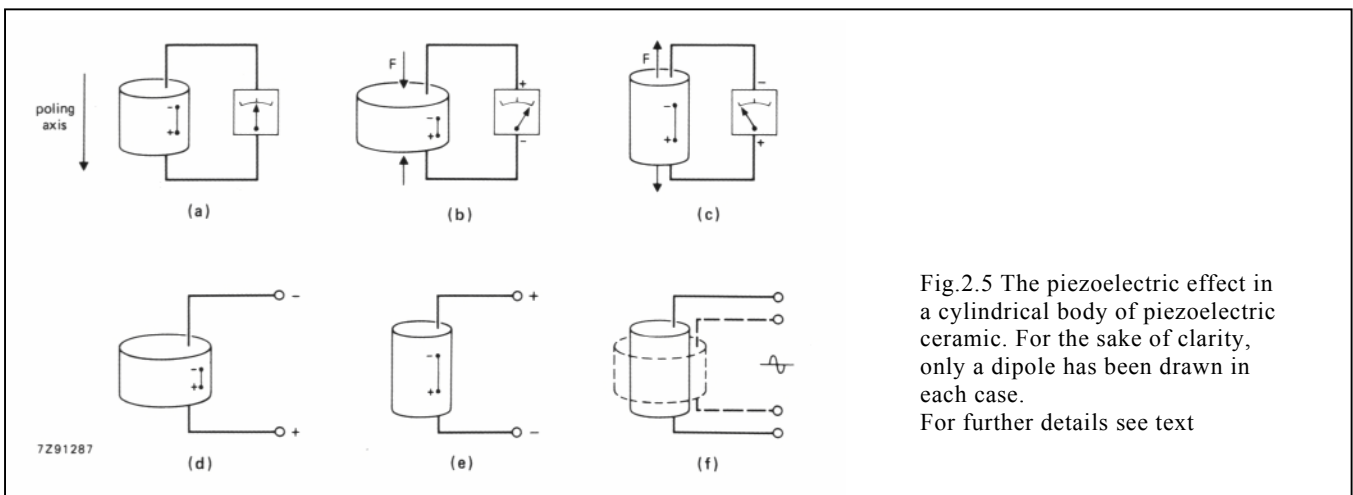 poling
axis
- +
(a)
F
- +
+
-
(b)
F
- +
-
+
(c)
Fig.2.5 The piezoelectric effect in
a cylindrical body of piezoelectric
ceramic. For the sake of clarity,
only a dipole has been drawn in
each case.
For further details see text
-
- +
+
(d)
+
- +
-
(e)
(f)
7Z91287